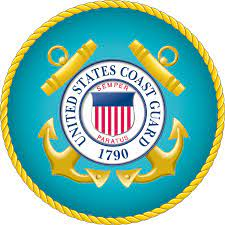 UNITED STATES COAST GUARD
SEMPER
PARATUS
1790